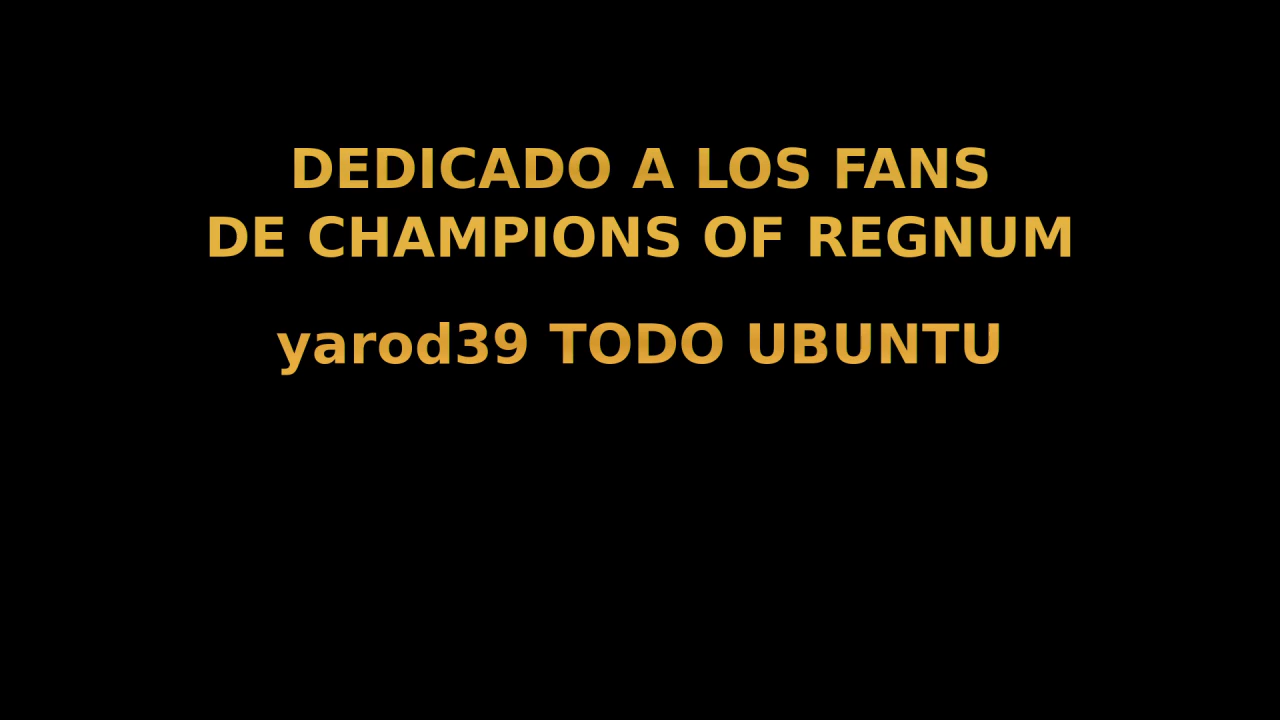 DEDICADO A LOS FANS
DE CHAMPIONS OF REGNUM
yarod39 TODO UBUNTU